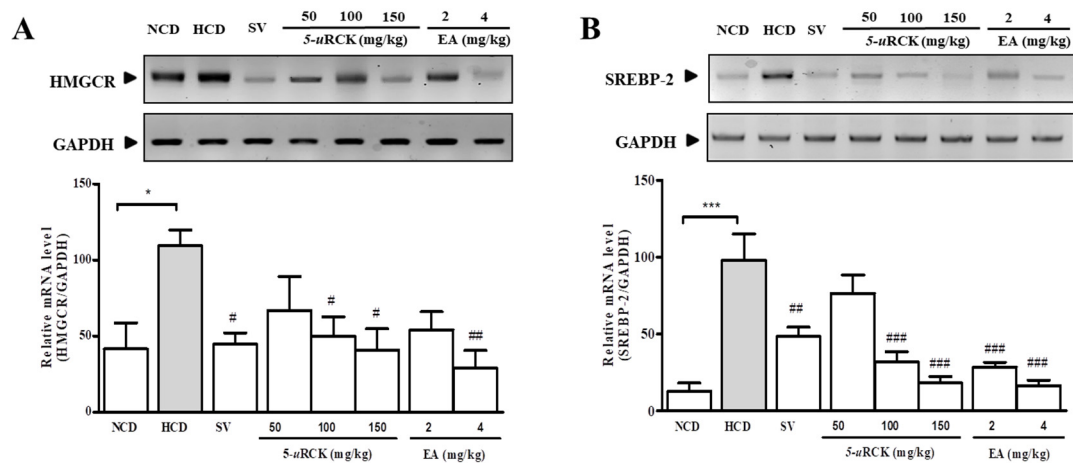 A
NCD HCD SV 50 100 150 2 4
5-uRCK (mg/kg) EA (mg/kg)
HMGCR
GAPDH
Relative mRNA level
(HMGCR/GAPDH)
150
100
50
0
*
# # # ##
NCD HCD SV 50 100 150 2 4
5-uRCK (mg/kg) EA (mg/kg)
B
NCD HCD SV 50 100 150 2 4
5-uRCK (mg/kg) EA (mg/kg)
SREBP-2
GAPDH
Relative mRNA level
(SREBP-2/GAPDH)
150
100
50
0
***
## ### ### ### ###
NCD HCD SV 50 100 150 2 4
5-uRCK (mg/kg) EA (mg/kg)